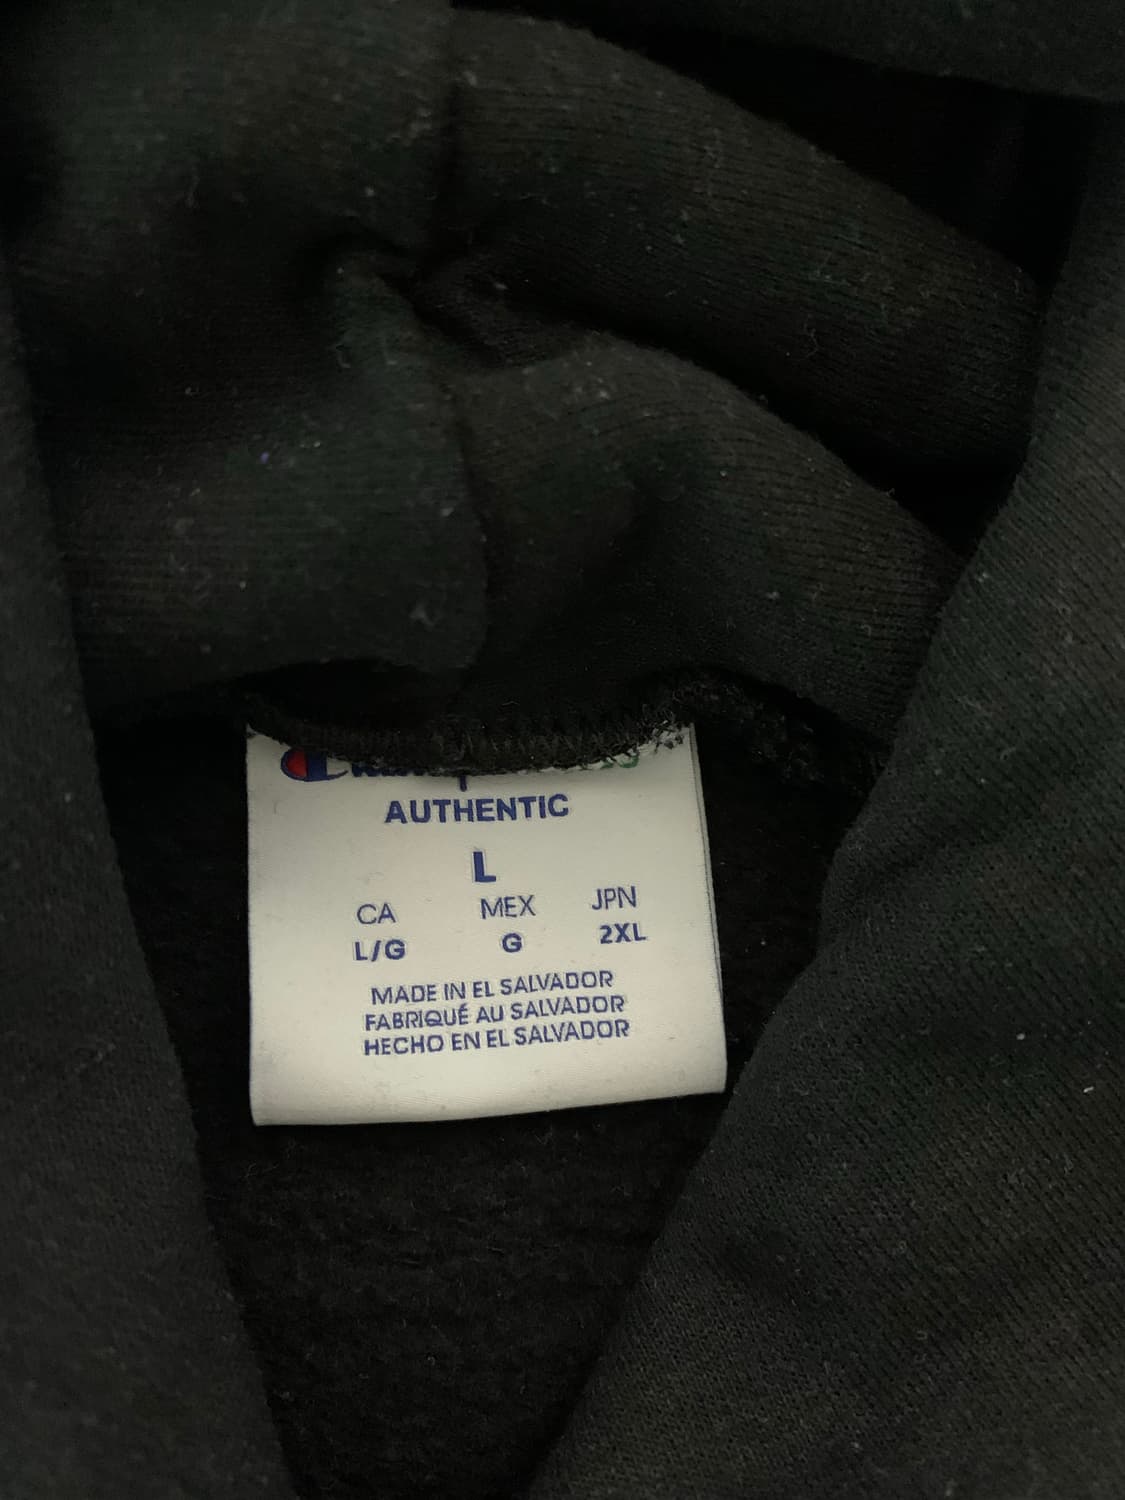 AUTHENTIC
L
CA MEX JPN
L/G G 2XL
MADE IN EL SALVADOR
FABRIQUÉ AU SALVADOR
HECHO EN EL SALVADOR